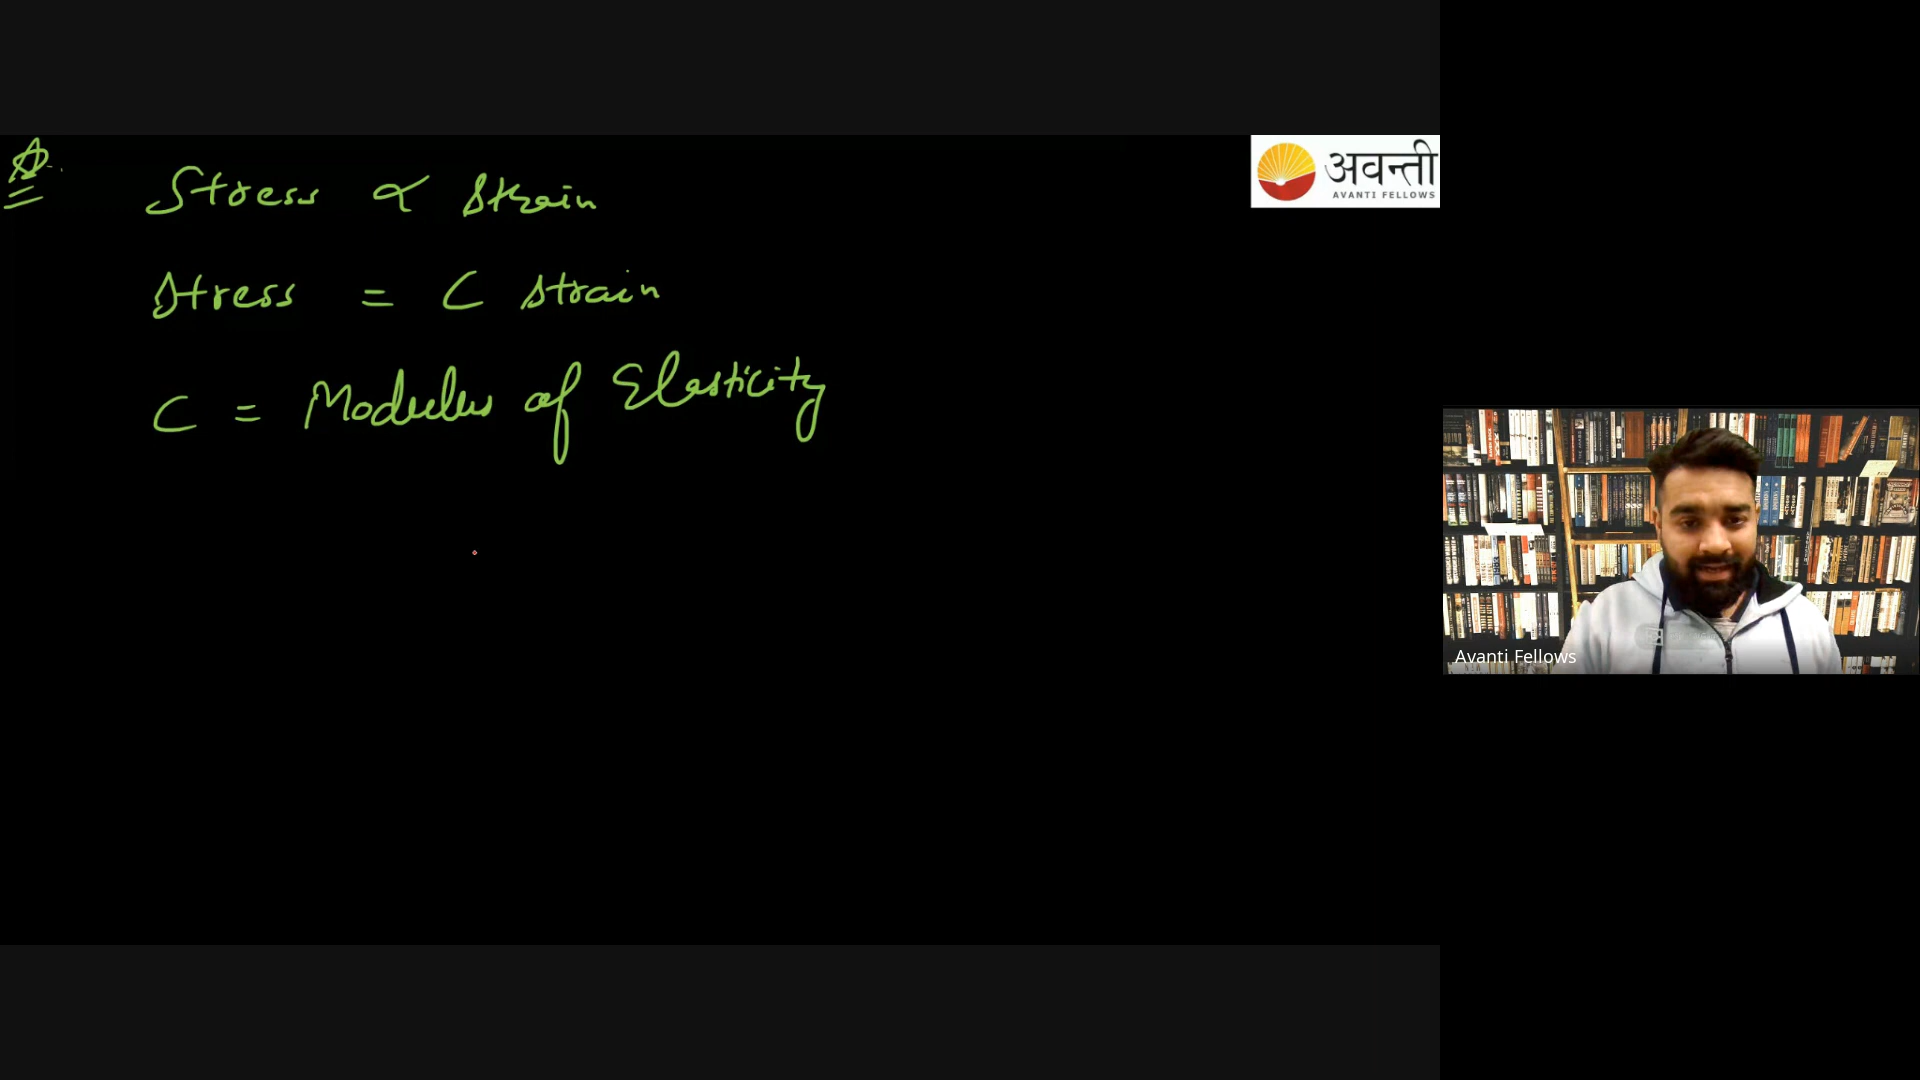 Stress ∝ strain
Stress = C strain
C = Modulus of Elasticity
अवन्ती
AVANTI FELLOWS
Avanti Fellows